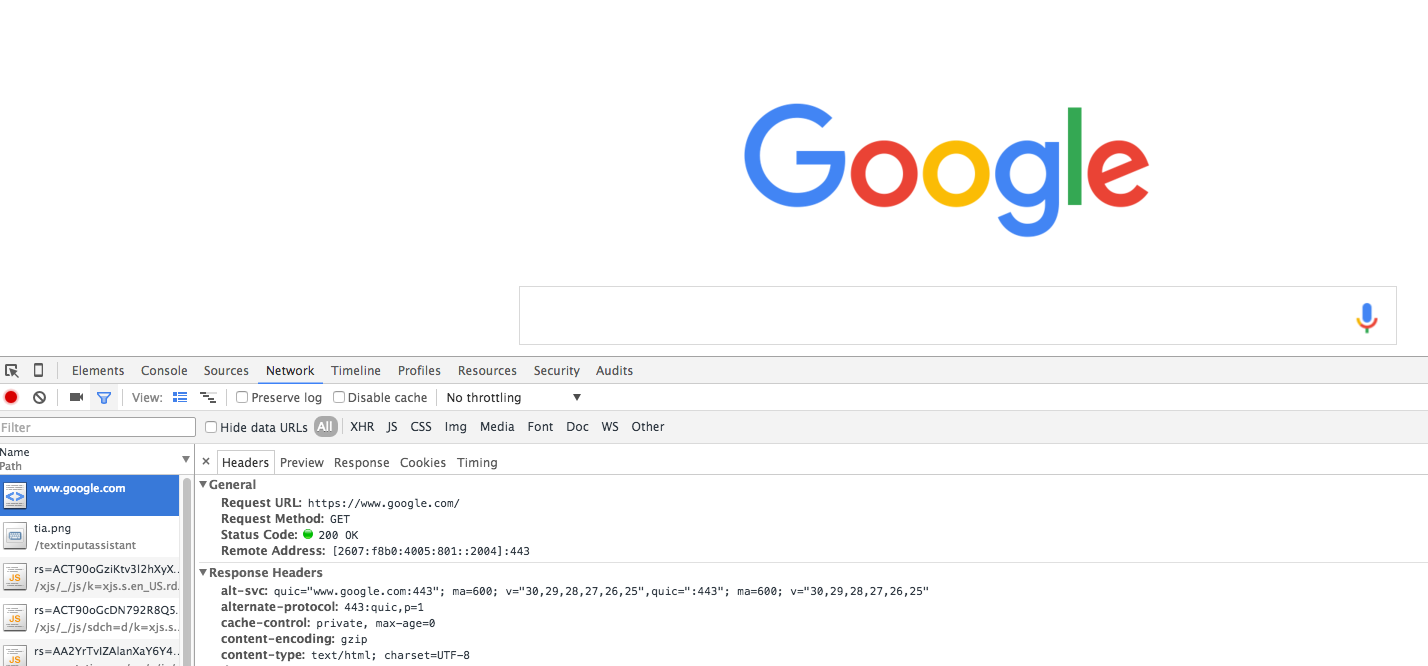 Google
Elements Console Sources Network Timeline Profiles Resources Security Audits
View: Preserve log Disable cache No throttling ▼
Filter Hide data URLs All XHR JS CSS Img Media Font Doc WS Other
Name
Path
× Headers Preview Response Cookies Timing
www.google.com
tia.png
/textinputassistant
rs=ACT90oGziKtv3I2hXyX...
/xjs/_/js/k=xjs.s.en_US.rd.
rs=ACT90oGcDN792R8Q5.
/xjs/_/js/sdch=d/k=xjs.s...
rs=AA2YrTvIZAlanXaY6Y4...
▼General
Request URL: https://www.google.com/
Request Method: GET
Status Code: 200 OK
Remote Address: [2607:f8b0:4005:801::2004]:443
▼Response Headers
alt-svc: quic="www.google.com:443"; ma=600; v="30,29,28,27,26,25",quic=":443"; ma=600; v="30,29,28,27,26,25"
alternate-protocol: 443:quic,p=1
cache-control: private, max-age=0
content-encoding: gzip
content-type: text/html; charset=UTF-8